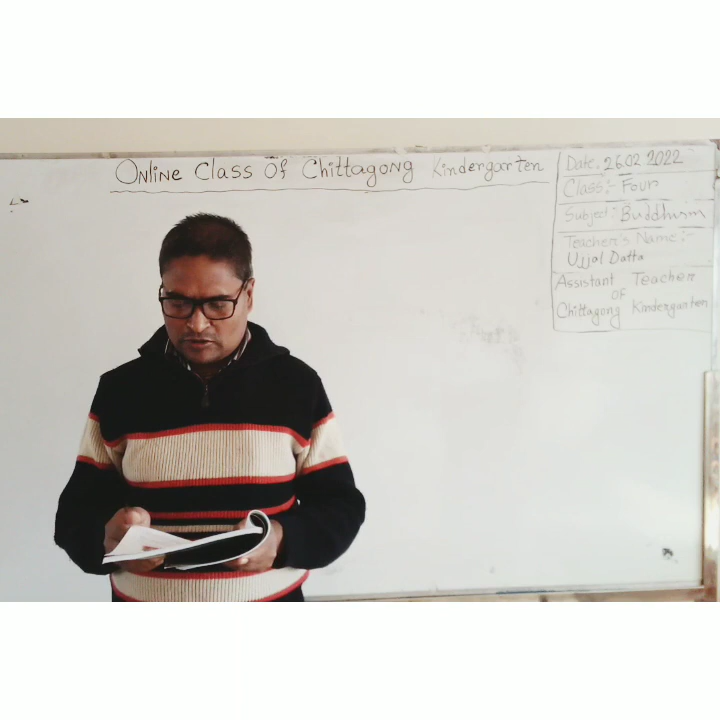 Online Class Of Chittagong Kindergarten
Date. 26.02.2022
Class:- Four
Subject:- Buddhism
Teacher's Name:-
Ujjal Datta
Assistant Teacher
OF
Chittagong Kindergarten